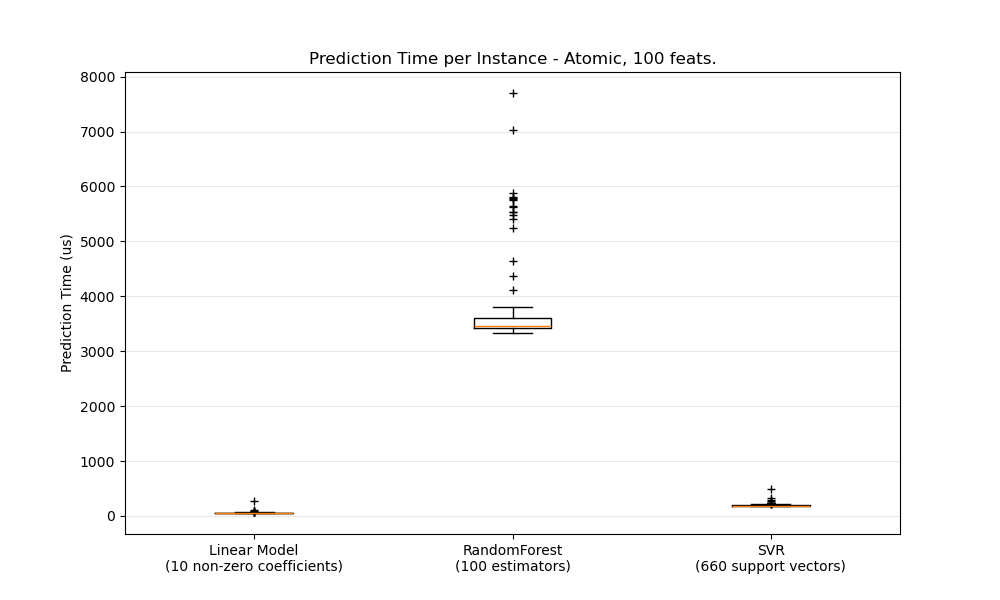 Prediction Time per Instance - Atomic, 100 feats.
8000
7000
6000
5000
4000
3000
2000
1000
0
Prediction Time (us)
Linear Model
(10 non-zero coefficients)
RandomForest
(100 estimators)
SVR
(660 support vectors)